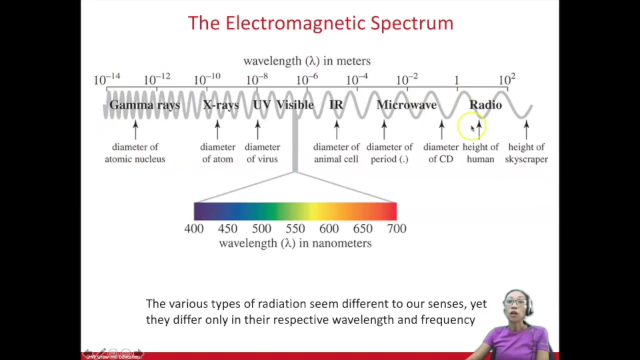 The Electromagnetic Spectrum
wavelength (λ) in meters
10⁻¹⁴ 10⁻¹² 10⁻¹⁰ 10⁻⁸ 10⁻⁶ 10⁻⁴ 10⁻² 1 10²
Gamma rays X-rays UV Visible IR Microwave Radio
diameter of diameter diameter diameter of diameter of diameter height of height of
atomic nucleus of atom of virus animal cell period (.) of CD human skyscraper
400 450 500 550 600 650 700
wavelength (λ) in nanometers
The various types of radiation seem different to our senses, yet
they differ only in their respective wavelength and frequency